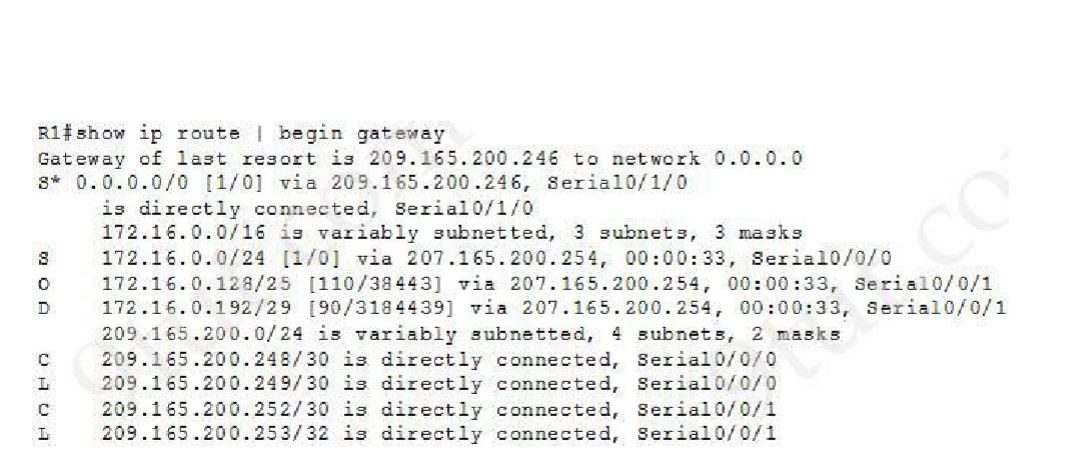 R1#show ip route | begin gateway
Gateway of last resort is 209.165.200.246 to network 0.0.0.0
S* 0.0.0.0/0 [1/0] via 209.165.200.246, Serial0/1/0
is directly connected, Serial0/1/0
172.16.0.0/16 is variably subnetted, 3 subnets, 3 masks
S 172.16.0.0/24 [1/0] via 207.165.200.254, 00:00:33, Serial0/0/0
O 172.16.0.128/25 [110/38443] via 207.165.200.254, 00:00:33, Serial0/0/1
D 172.16.0.192/29 [90/3184439] via 207.165.200.254, 00:00:33, Serial0/0/1
209.165.200.0/24 is variably subnetted, 4 subnets, 2 masks
C 209.165.200.248/30 is directly connected, Serial0/0/0
L 209.165.200.249/30 is directly connected, Serial0/0/0
C 209.165.200.252/30 is directly connected, Serial0/0/1
L 209.165.200.253/32 is directly connected, Serial0/0/1